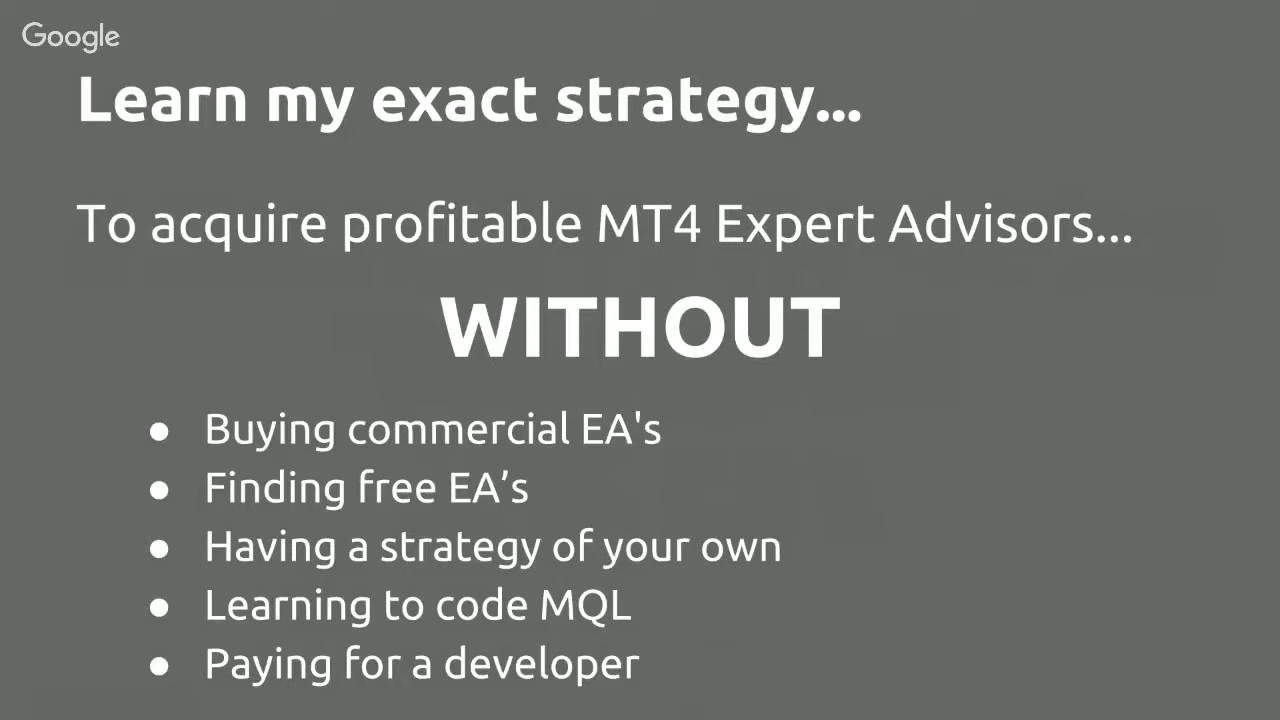 Google
Learn my exact strategy...
To acquire profitable MT4 Expert Advisors...
WITHOUT
● Buying commercial EA's
● Finding free EA’s
● Having a strategy of your own
● Learning to code MQL
● Paying for a developer